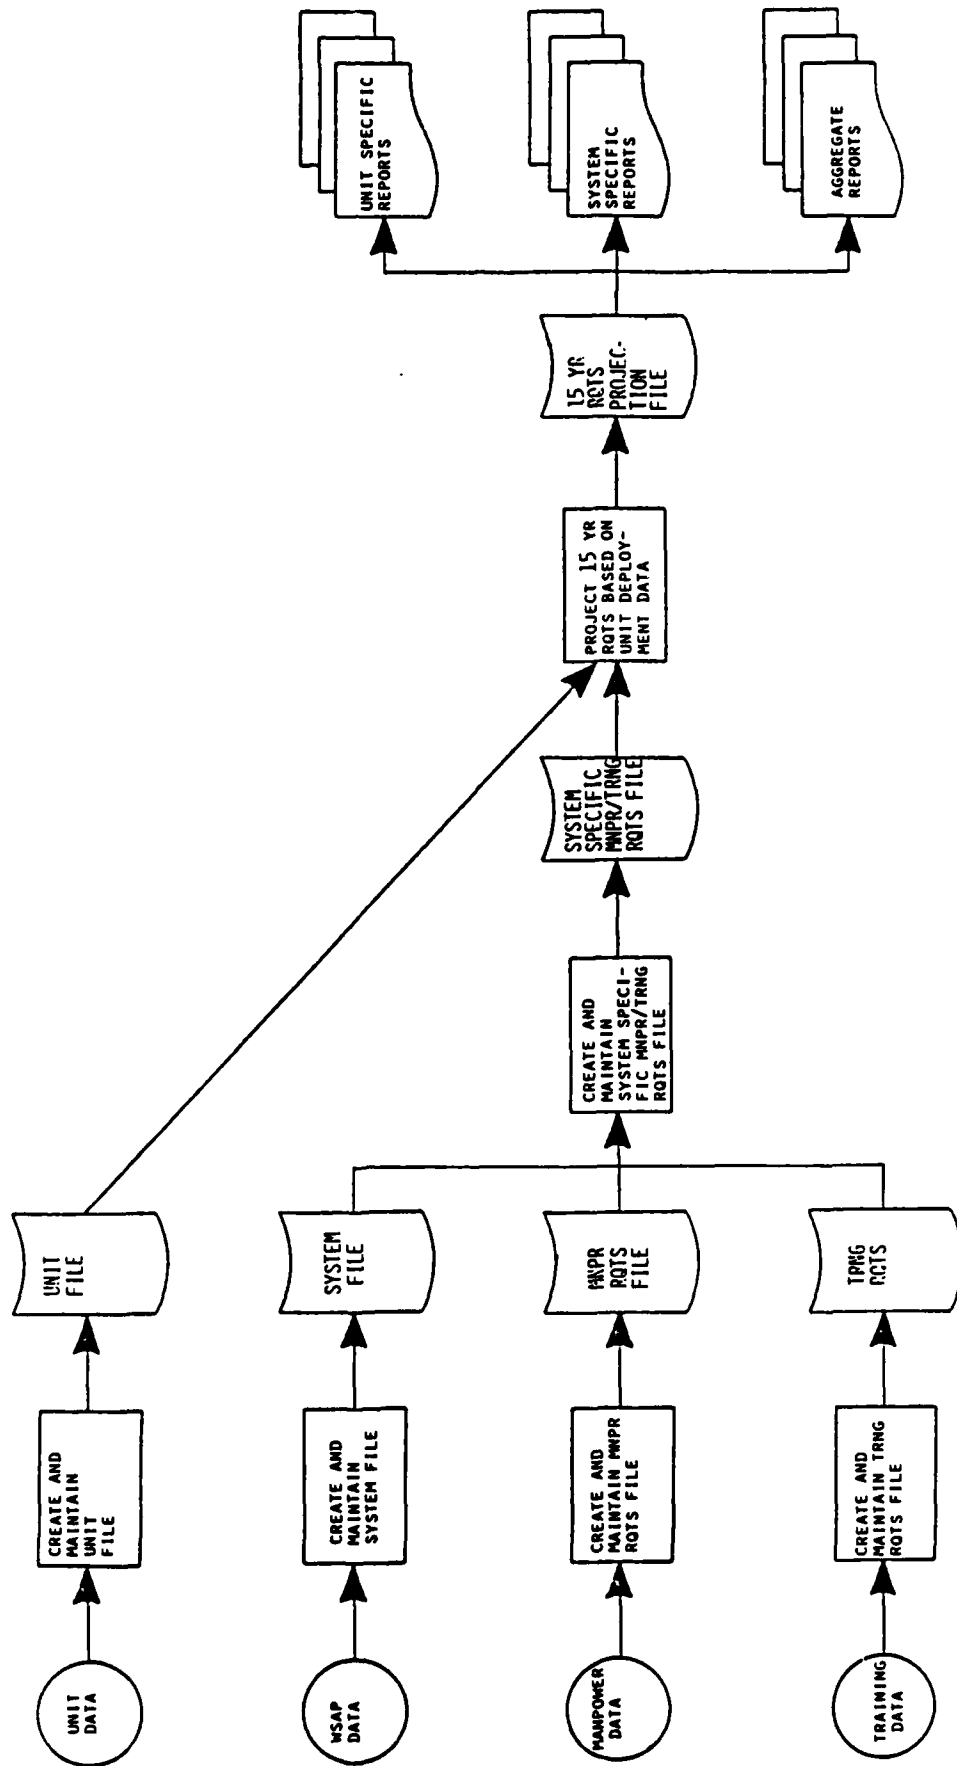 UNIT
DATA
CREATE AND
MAINTAIN
UNIT
FILE
UNIT
FILE
WSAP
DATA
CREATE AND
MAINTAIN
SYSTEM FILE
SYSTEM
FILE
MANPOWER
DATA
CREATE AND
MAINTAIN MNPR
RQTS FILE
MNPR
RQTS
FILE
TRAINING
DATA
CREATE AND
MAINTAIN TRNG
RQTS FILE
TRNG
RQTS
CREATE AND
MAINTAIN
SYSTEM SPECI-
FIC MNPR/TRNG
RQTS FILE
SYSTEM
SPECIFIC
MNPR/TRNG
RQTS FILE
PROJECT 15 YR
RQTS BASED ON
UNIT DEPLOY-
MENT DATA
15 YR
RQTS
PROJEC-
TION
FILE
UNIT SPECIFIC
REPORTS
SYSTEM
SPECIFIC
REPORTS
AGGREGATE
REPORTS